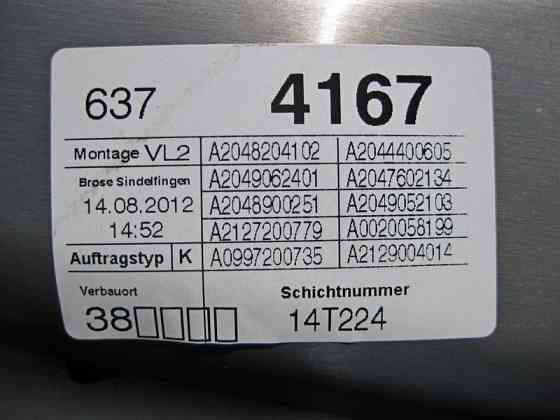 637 4167
Montage VL2 A2048204102 A2044400605
Brose Sindelfingen A2049062401 A2047602134
14.08.2012 A2048900251 A2049052103
14:52 A2127200779 A0020058199
Auftragstyp K A0997200735 A2129004014
Verbauort Schichtnummer
38 14T224